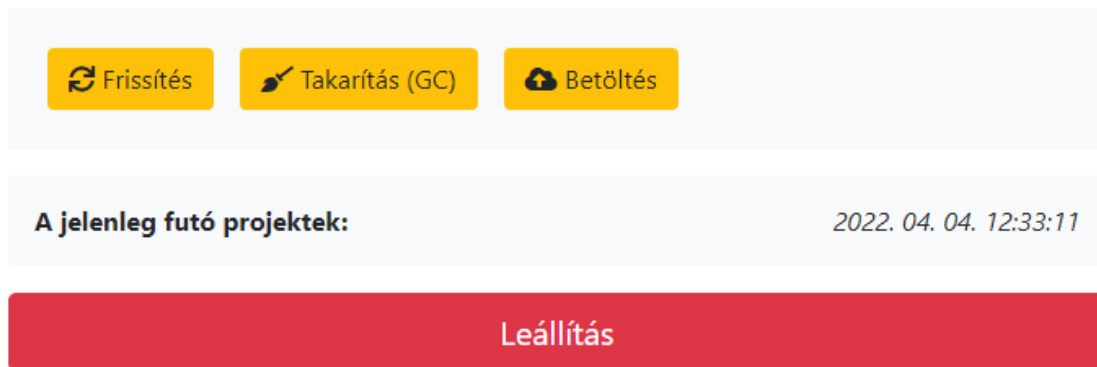 Frissítés Takarítás (GC) Betöltés
A jelenleg futó projektek: 2022. 04. 04. 12:33:11
Leállítás